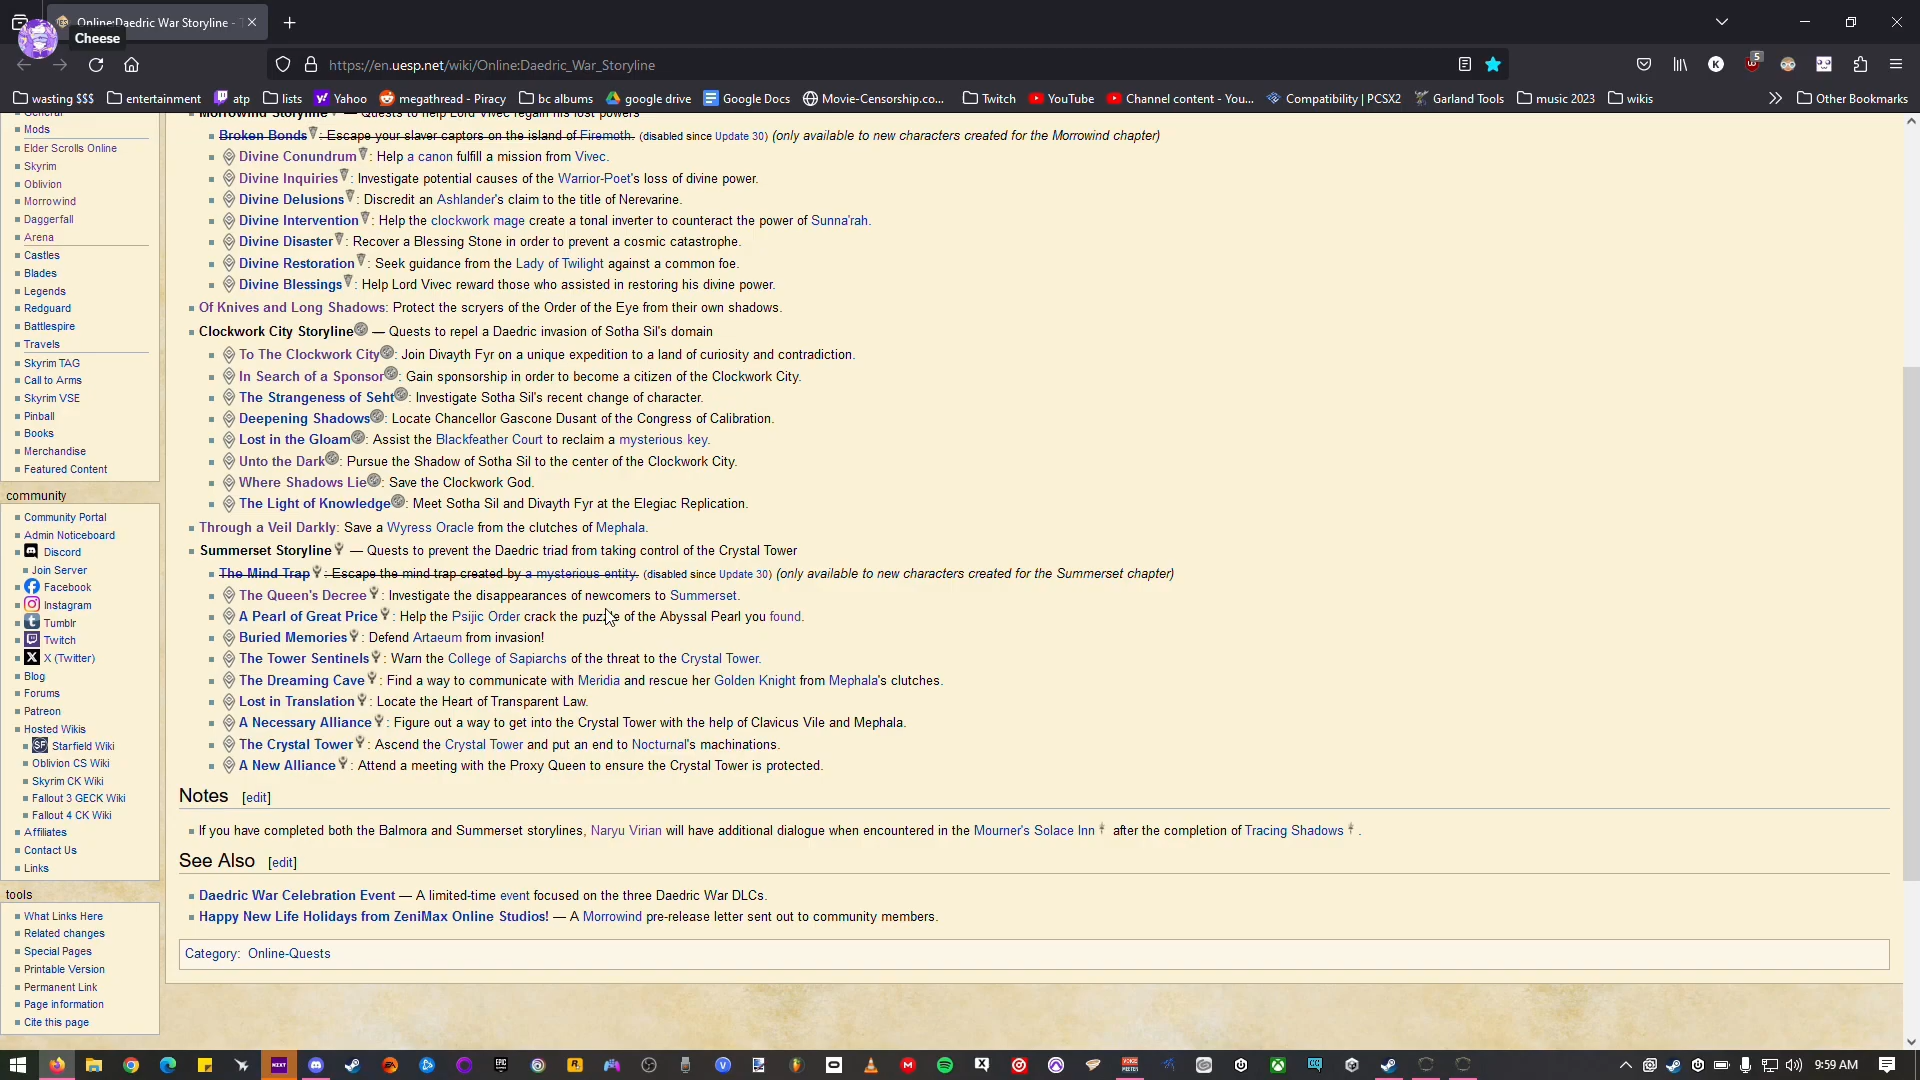 Online:Daedric War Storyline - T
Cheese
https://en.uesp.net/wiki/Online:Daedric_War_Storyline
5
wasting $$$
entertainment
atp
lists
Yahoo
megathread - Piracy
bc albums
google drive
Google Docs
Movie-Censorship.co...
Twitch
YouTube
Channel content - You...
Compatibility | PCSX2
Garland Tools
music 2023
wikis
Other Bookmarks
General
Mods
Elder Scrolls Online
Skyrim
Oblivion
Morrowind
Daggerfall
Arena
Castles
Blades
Legends
Redguard
Battlespire
Travels
Skyrim TAG
Call to Arms
Skyrim VSE
Pinball
Books
Merchandise
Featured Content
community
Community Portal
Admin Noticeboard
Discord
Join Server
Facebook
Instagram
Tumblr
Twitch
X (Twitter)
Blog
Forums
Patreon
Hosted Wikis
Starfield Wiki
Oblivion CS Wiki
Skyrim CK Wiki
Fallout 3 GECK Wiki
Fallout 4 CK Wiki
Affiliates
Contact Us
Links
tools
What Links Here
Related changes
Special Pages
Printable Version
Permanent Link
Page information
Cite this page
Morrowind Storyline — Quests to help Lord Vivec regain his lost powers
Broken Bonds: Escape your slaver captors on the island of Firemoth. (disabled since Update 30) (only available to new characters created for the Morrowind chapter)
Divine Conundrum: Help a canon fulfill a mission from Vivec.
Divine Inquiries: Investigate potential causes of the Warrior-Poet's loss of divine power.
Divine Delusions: Discredit an Ashlander's claim to the title of Nerevarine.
Divine Intervention: Help the clockwork mage create a tonal inverter to counteract the power of Sunna'rah.
Divine Disaster: Recover a Blessing Stone in order to prevent a cosmic catastrophe.
Divine Restoration: Seek guidance from the Lady of Twilight against a common foe.
Divine Blessings: Help Lord Vivec reward those who assisted in restoring his divine power.
Of Knives and Long Shadows: Protect the scryers of the Order of the Eye from their own shadows.
Clockwork City Storyline — Quests to repel a Daedric invasion of Sotha Sil's domain
To The Clockwork City: Join Divayth Fyr on a unique expedition to a land of curiosity and contradiction.
In Search of a Sponsor: Gain sponsorship in order to become a citizen of the Clockwork City.
The Strangeness of Seht: Investigate Sotha Sil's recent change of character.
Deepening Shadows: Locate Chancellor Gascone Dusant of the Congress of Calibration.
Lost in the Gloam: Assist the Blackfeather Court to reclaim a mysterious key.
Unto the Dark: Pursue the Shadow of Sotha Sil to the center of the Clockwork City.
Where Shadows Lie: Save the Clockwork God.
The Light of Knowledge: Meet Sotha Sil and Divayth Fyr at the Elegiac Replication.
Through a Veil Darkly: Save a Wyress Oracle from the clutches of Mephala.
Summerset Storyline — Quests to prevent the Daedric triad from taking control of the Crystal Tower
The Mind Trap: Escape the mind trap created by a mysterious entity. (disabled since Update 30) (only available to new characters created for the Summerset chapter)
The Queen's Decree: Investigate the disappearances of newcomers to Summerset.
A Pearl of Great Price: Help the Psijic Order crack the puzzle of the Abyssal Pearl you found.
Buried Memories: Defend Artaeum from invasion!
The Tower Sentinels: Warn the College of Sapiarchs of the threat to the Crystal Tower.
The Dreaming Cave: Find a way to communicate with Meridia and rescue her Golden Knight from Mephala's clutches.
Lost in Translation: Locate the Heart of Transparent Law.
A Necessary Alliance: Figure out a way to get into the Crystal Tower with the help of Clavicus Vile and Mephala.
The Crystal Tower: Ascend the Crystal Tower and put an end to Nocturnal's machinations.
A New Alliance: Attend a meeting with the Proxy Queen to ensure the Crystal Tower is protected.
Notes [edit]
If you have completed both the Balmora and Summerset storylines, Naryu Virian will have additional dialogue when encountered in the Mourner's Solace Inn after the completion of Tracing Shadows.
See Also [edit]
Daedric War Celebration Event — A limited-time event focused on the three Daedric War DLCs.
Happy New Life Holidays from ZeniMax Online Studios! — A Morrowind pre-release letter sent out to community members.
Category: Online-Quests
9:59 AM